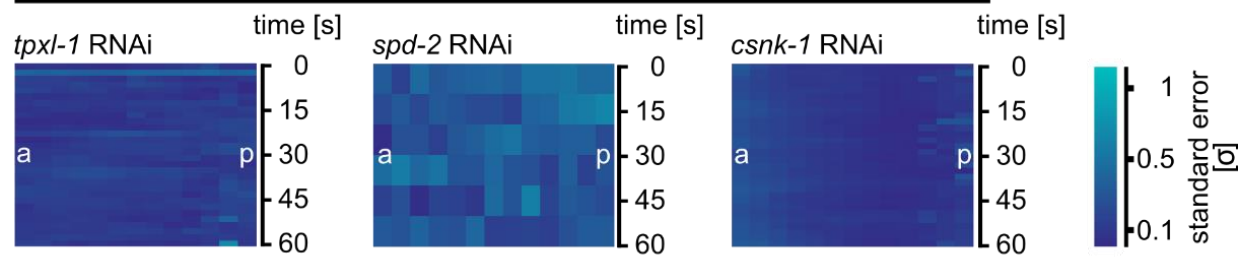 tpxl-1 RNAi
time [s]
a
p
0
15
30
45
60
spd-2 RNAi
time [s]
a
p
0
15
30
45
60
csnk-1 RNAi
time [s]
a
p
0
15
30
45
60
1
0.5
0.1
standard error
[σ]